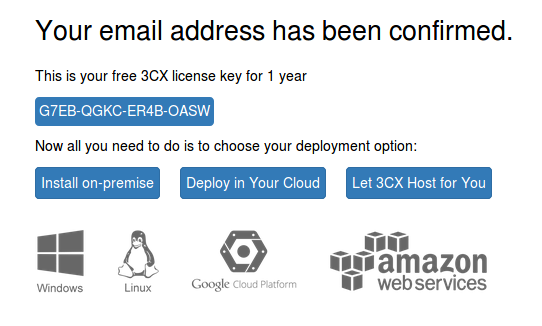 Your email address has been confirmed.
This is your free 3CX license key for 1 year
G7EB-QGKC-ER4B-OASW
Now all you need to do is to choose your deployment option:
Install on-premise Deploy in Your Cloud Let 3CX Host for You
Windows Linux Google Cloud Platform amazon web services